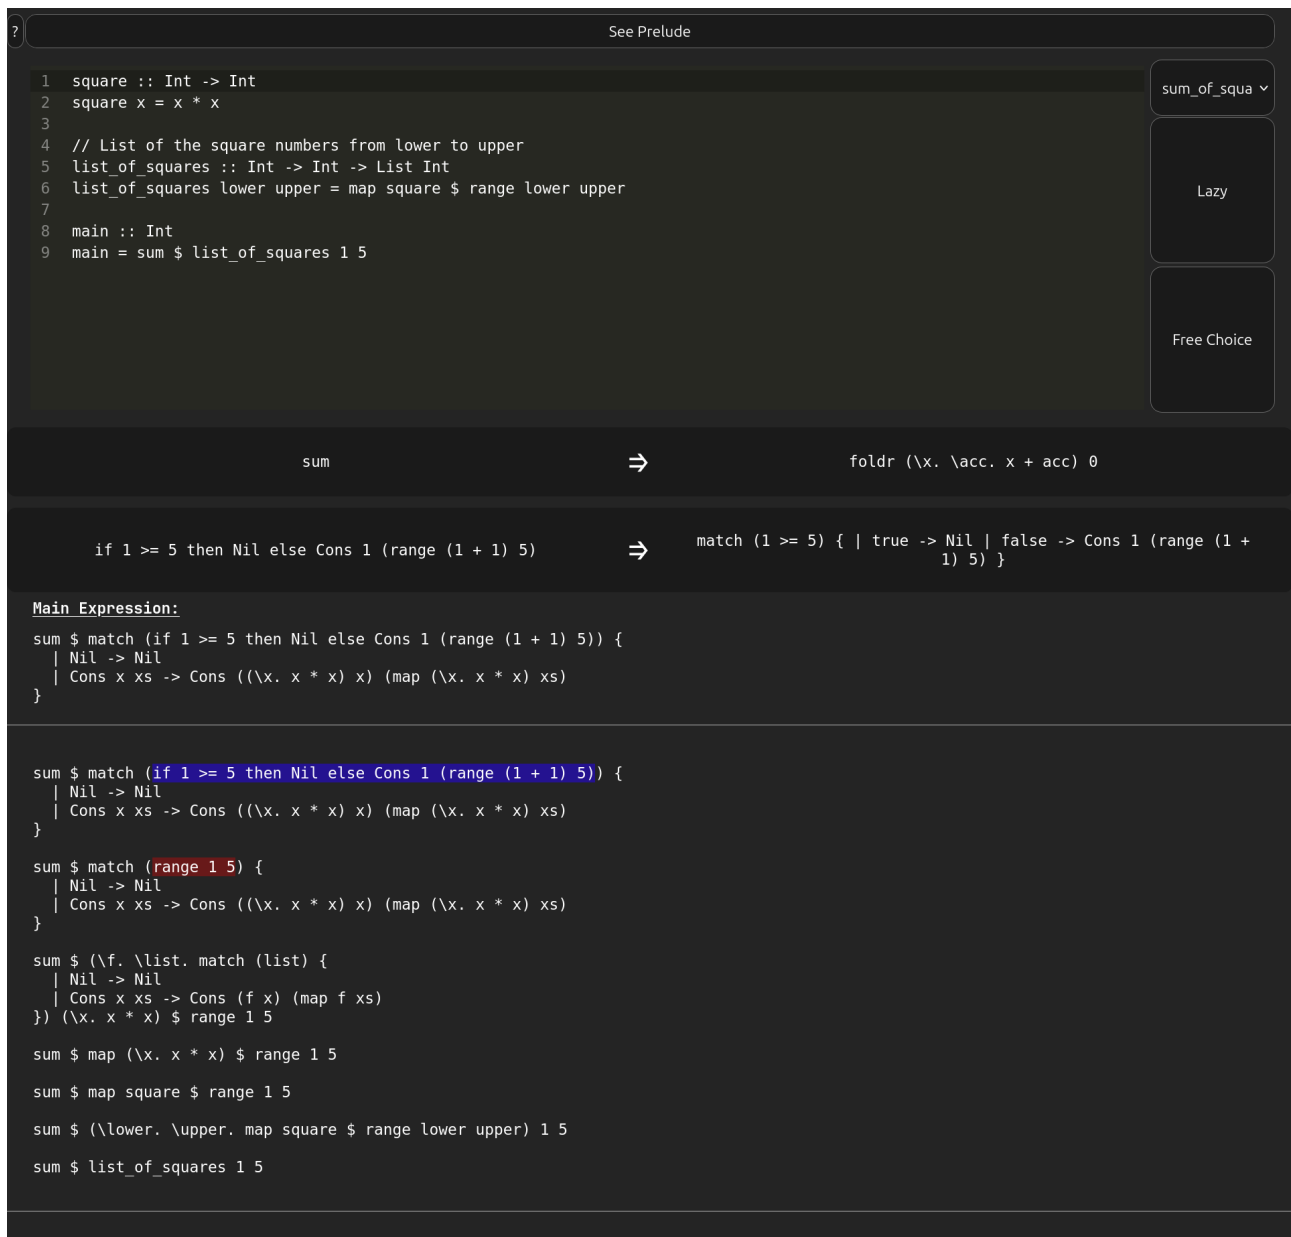 ?
See Prelude
1 square :: Int -> Int
2 square x = x * x
3
4 // List of the square numbers from lower to upper
5 list_of_squares :: Int -> Int -> List Int
6 list_of_squares lower upper = map square $ range lower upper
7
8 main :: Int
9 main = sum $ list_of_squares 1 5
sum_of_squa
Lazy
Free Choice
sum ⇒ foldr (\x. \acc. x + acc) 0
if 1 >= 5 then Nil else Cons 1 (range (1 + 1) 5) ⇒ match (1 >= 5) { | true -> Nil | false -> Cons 1 (range (1 +
1) 5) }
Main Expression:
sum $ match (if 1 >= 5 then Nil else Cons 1 (range (1 + 1) 5)) {
  | Nil -> Nil
  | Cons x xs -> Cons ((\x. x * x) x) (map (\x. x * x) xs)
}
sum $ match (if 1 >= 5 then Nil else Cons 1 (range (1 + 1) 5)) {
  | Nil -> Nil
  | Cons x xs -> Cons ((\x. x * x) x) (map (\x. x * x) xs)
}
sum $ match (range 1 5) {
  | Nil -> Nil
  | Cons x xs -> Cons ((\x. x * x) x) (map (\x. x * x) xs)
}
sum $ (\f. \list. match (list) {
  | Nil -> Nil
  | Cons x xs -> Cons (f x) (map f xs)
}) (\x. x * x) $ range 1 5
sum $ map (\x. x * x) $ range 1 5
sum $ map square $ range 1 5
sum $ (\lower. \upper. map square $ range lower upper) 1 5
sum $ list_of_squares 1 5